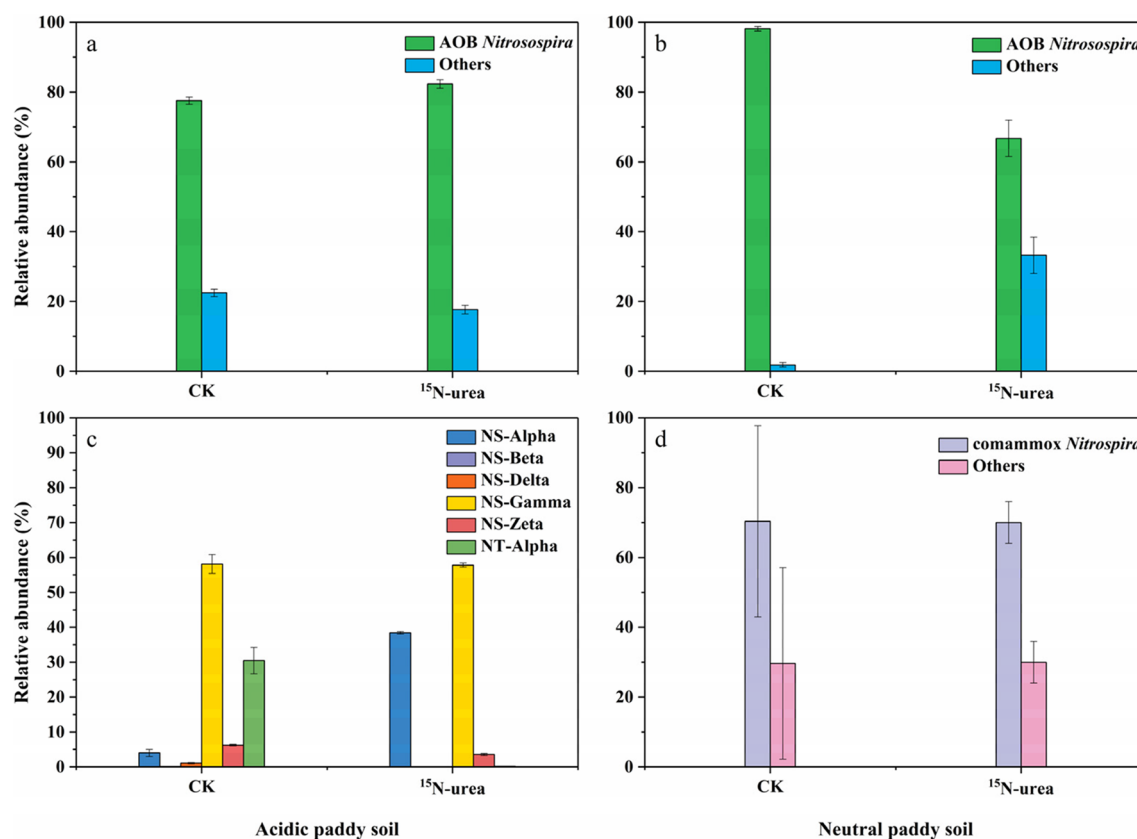 a
AOB Nitrosospira
Others
100
80
60
40
20
0
Relative abundance (%)
CK
¹⁵N-urea
b
AOB Nitrosospira
Others
100
80
60
40
20
0
CK
¹⁵N-urea
c
NS-Alpha
NS-Beta
NS-Delta
NS-Gamma
NS-Zeta
NT-Alpha
100
90
80
70
60
50
40
30
20
10
0
Relative abundance (%)
CK
¹⁵N-urea
Acidic paddy soil
d
comammox Nitrospira
Others
100
80
60
40
20
0
CK
¹⁵N-urea
Neutral paddy soil